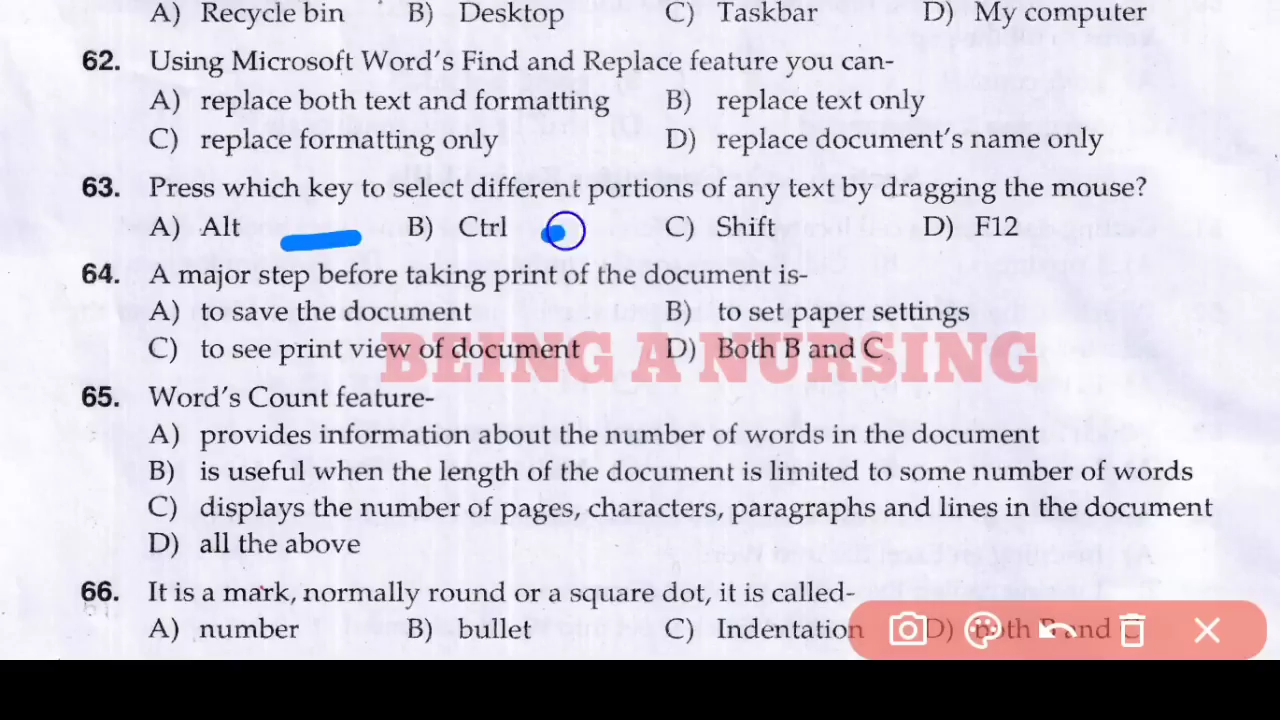 A) Recycle bin B) Desktop C) Taskbar D) My computer
62. Using Microsoft Word's Find and Replace feature you can-
A) replace both text and formatting B) replace text only
C) replace formatting only D) replace document's name only
63. Press which key to select different portions of any text by dragging the mouse?
A) Alt B) Ctrl C) Shift D) F12
64. A major step before taking print of the document is-
A) to save the document B) to set paper settings
C) to see print view of document D) Both B and C
BEING A NURSING
65. Word's Count feature-
A) provides information about the number of words in the document
B) is useful when the length of the document is limited to some number of words
C) displays the number of pages, characters, paragraphs and lines in the document
D) all the above
66. It is a mark, normally round or a square dot, it is called-
A) number B) bullet C) Indentation D) both B and C